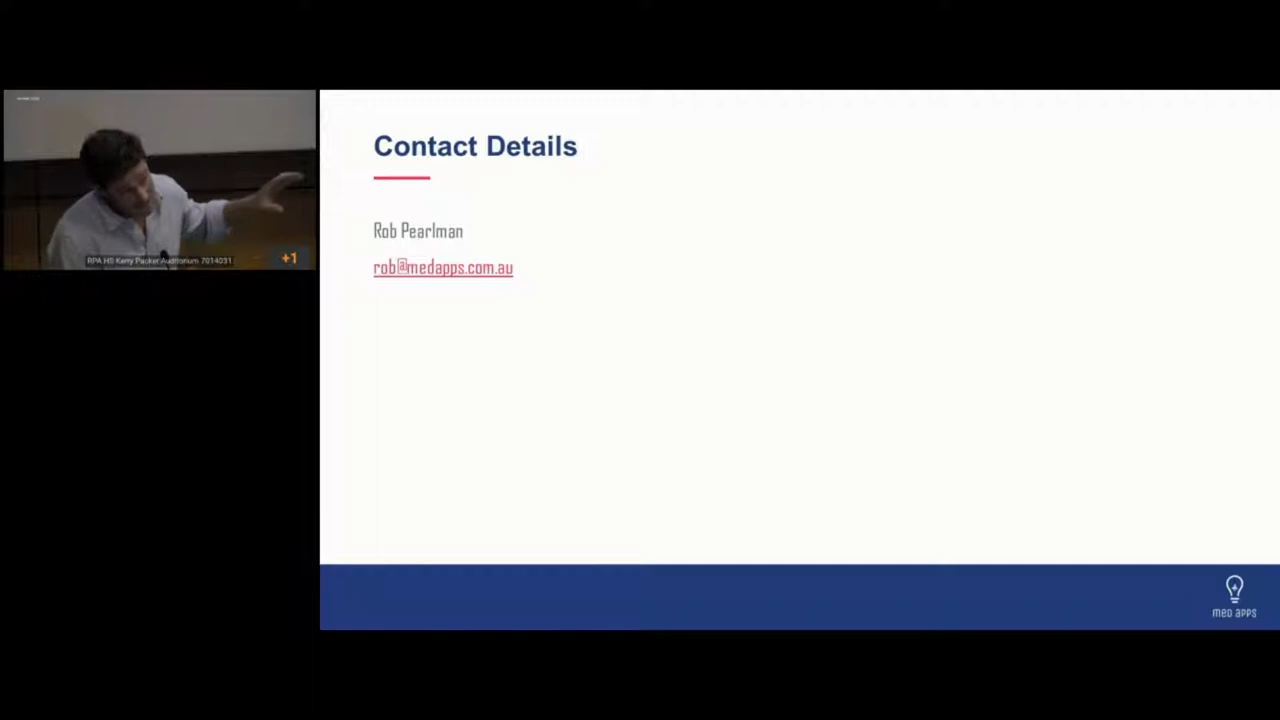 Contact Details
Rob Pearlman
rob@medapps.com.au
RPA HS Kerry Packer Auditorium 7014031
+1
med apps